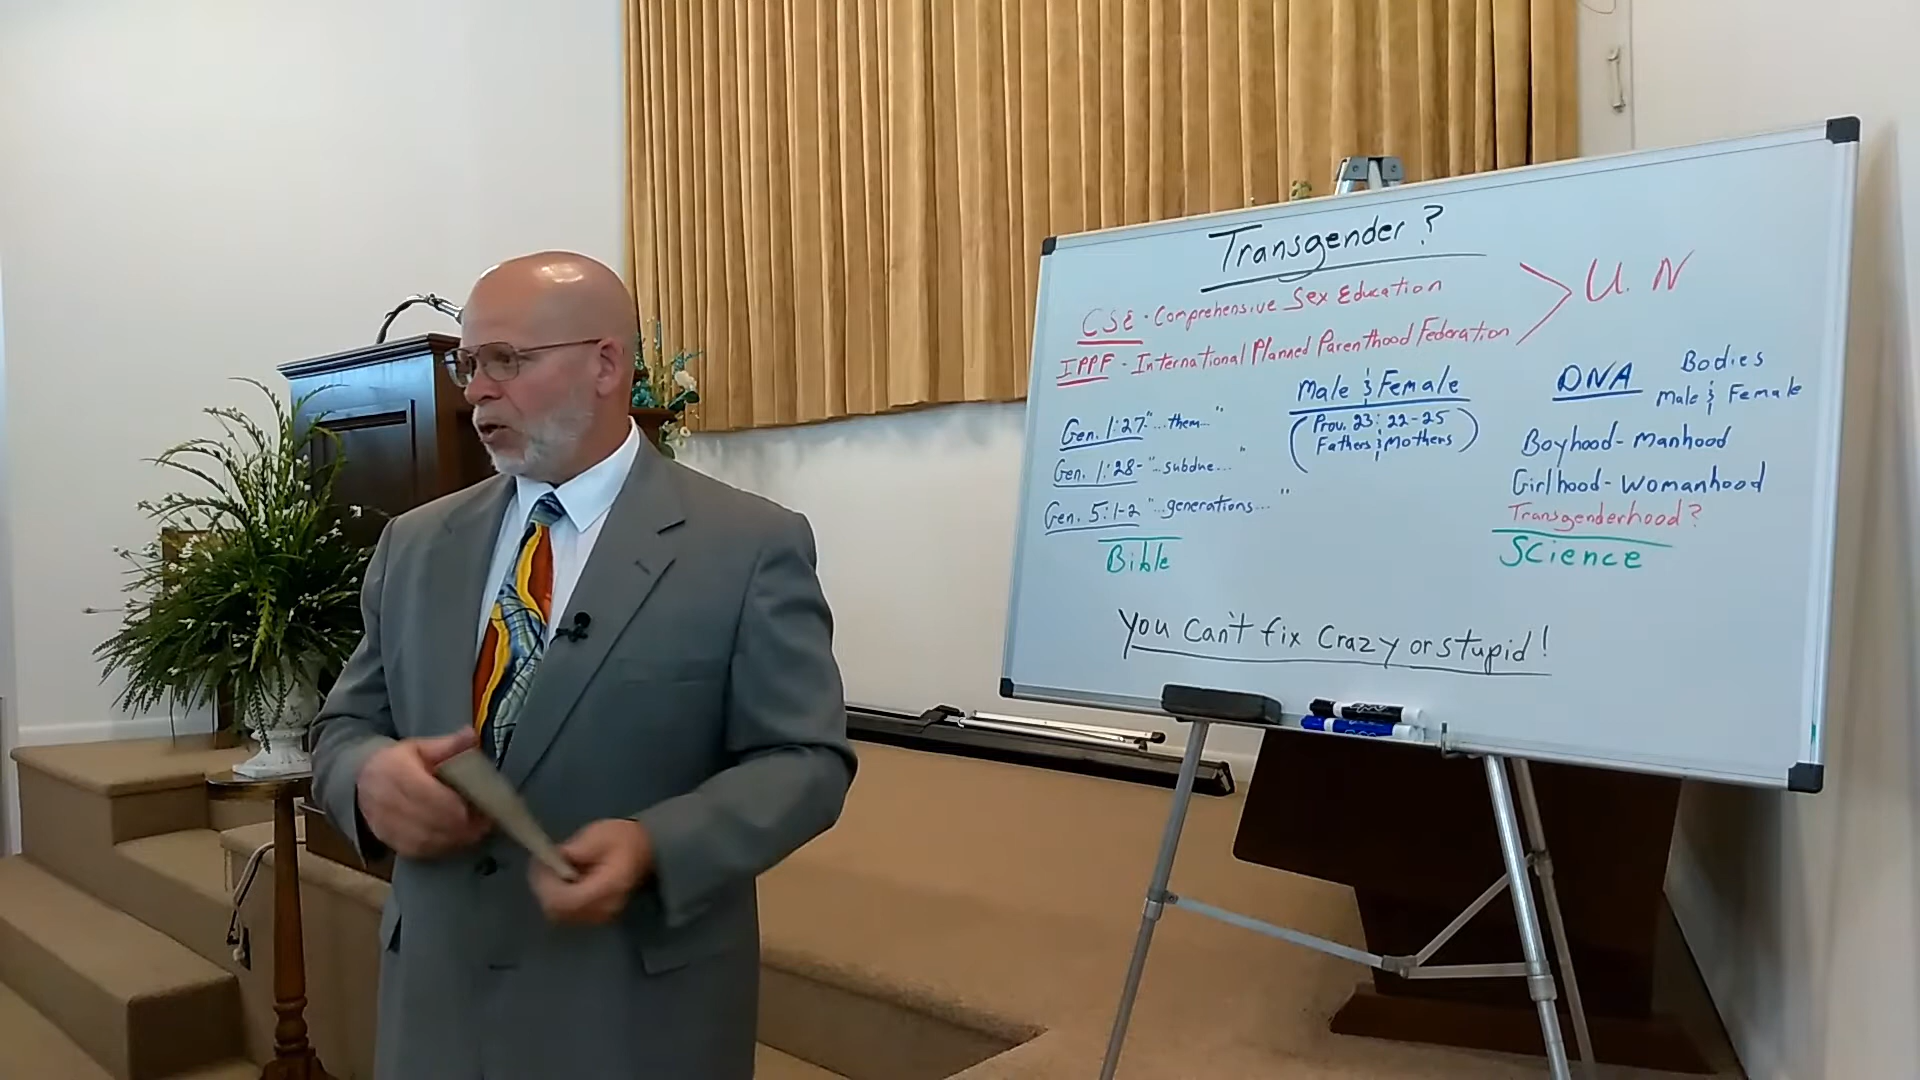 Transgender?
CSE - Comprehensive Sex Education
IPPF - International Planned Parenthood Federation
U. N
Gen. 1:27 "...them..."
Gen. 1:28 - "...subdue..."
Gen. 5:1-2 "...generations..."
Bible
Male & Female
(Prov. 23:22-25
Fathers & Mothers)
DNA
Bodies
Male & Female
Boyhood - Manhood
Girlhood - Womanhood
Transgenderhood?
Science
You Can't fix Crazy or stupid!